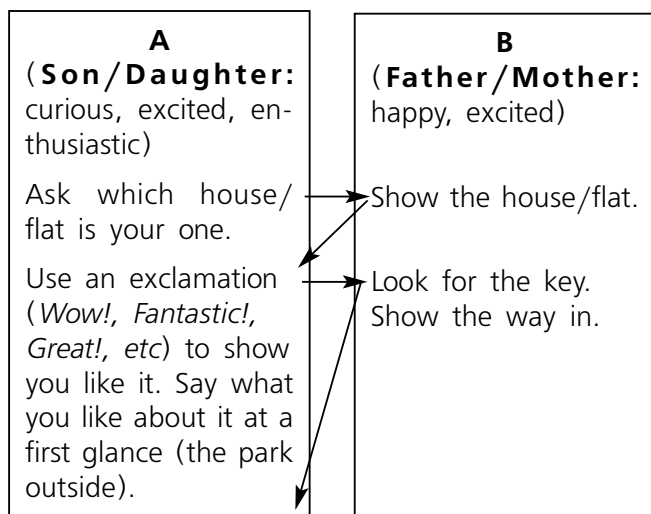 A
(Son/Daughter:
curious, excited, en-
thusiastic)
Ask which house/
flat is your one.
Use an exclamation
(Wow!, Fantastic!,
Great!, etc) to show
you like it. Say what
you like about it at a
first glance (the park
outside).
B
(Father/Mother:
happy, excited)
Show the house/flat.
Look for the key.
Show the way in.